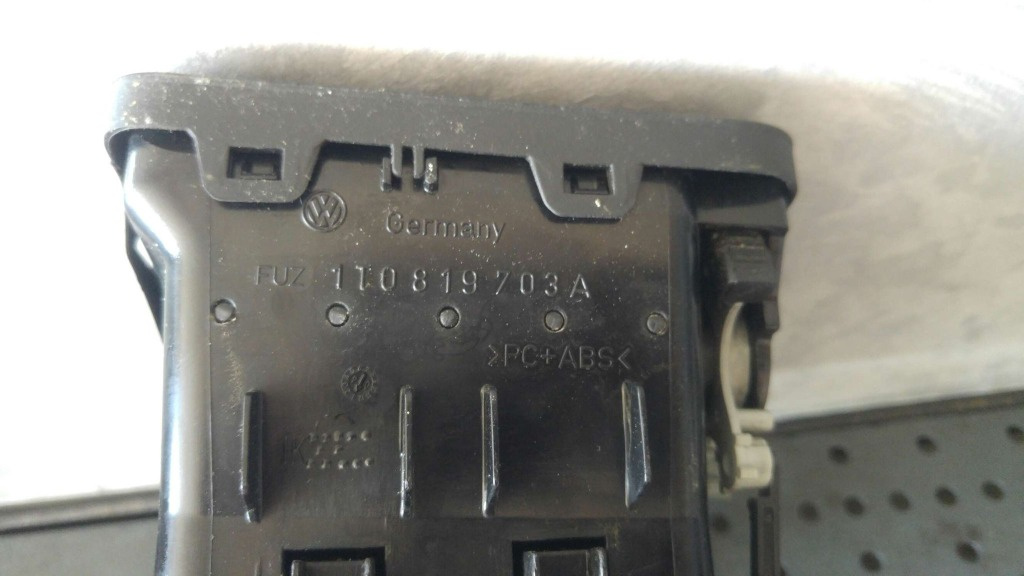 Germany
FUZ 1T0 819 703 A
>PC+ABS<